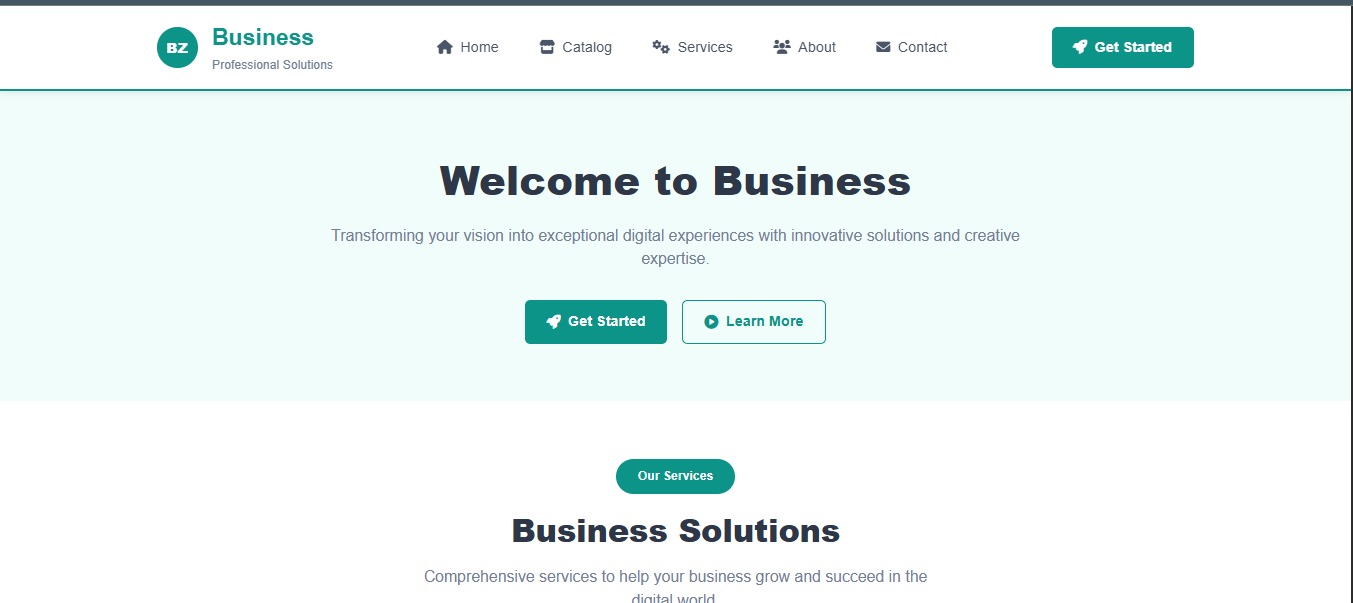 BZ
Business
Professional Solutions
Home
Catalog
Services
About
Contact
Get Started
Welcome to Business
Transforming your vision into exceptional digital experiences with innovative solutions and creative
expertise.
Get Started
Learn More
Our Services
Business Solutions
Comprehensive services to help your business grow and succeed in the
digital world.